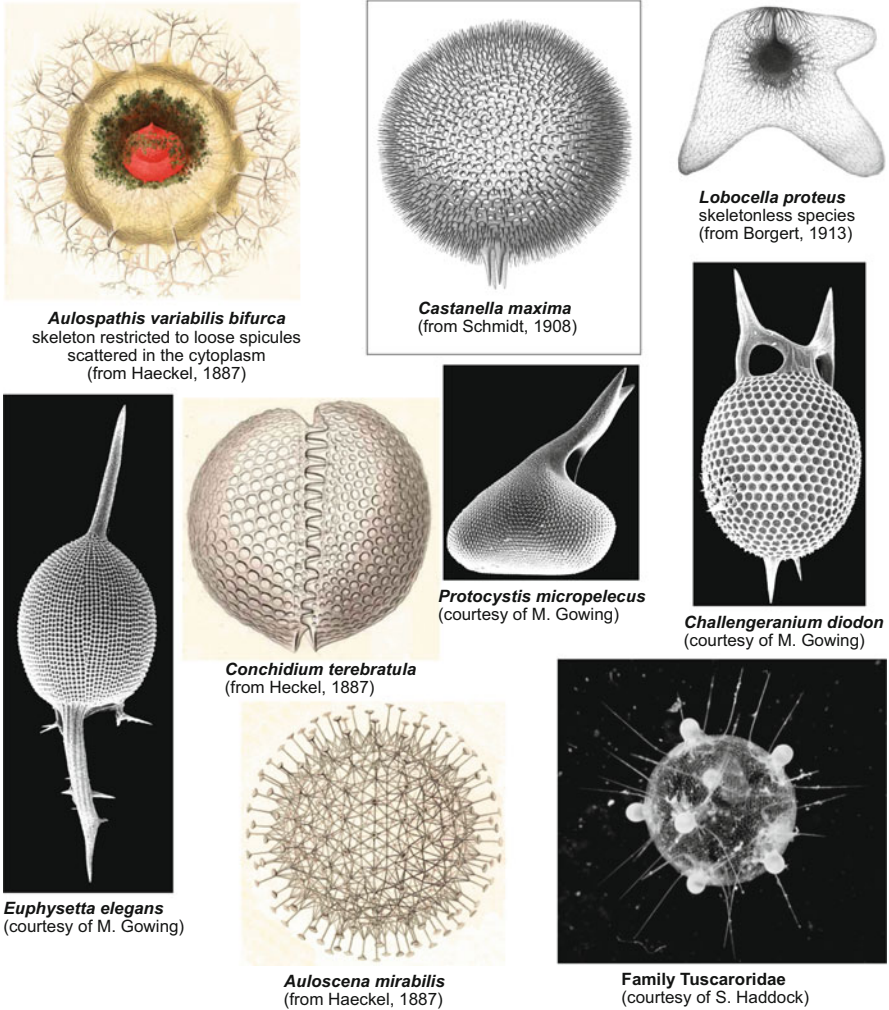 Lobocella proteus
skeletonless species
(from Borgert, 1913)
Castanella maxima
(from Schmidt, 1908)
Aulospathis variabilis bifurca
skeleton restricted to loose spicules
scattered in the cytoplasm
(from Haeckel, 1887)
Protocystis micropelecus
(courtesy of M. Gowing)
Challengeranium diodon
(courtesy of M. Gowing)
Conchidium terebratula
(from Heckel, 1887)
Euphysetta elegans
(courtesy of M. Gowing)
Auloscena mirabilis
(from Haeckel, 1887)
Family Tuscaroridae
(courtesy of S. Haddock)